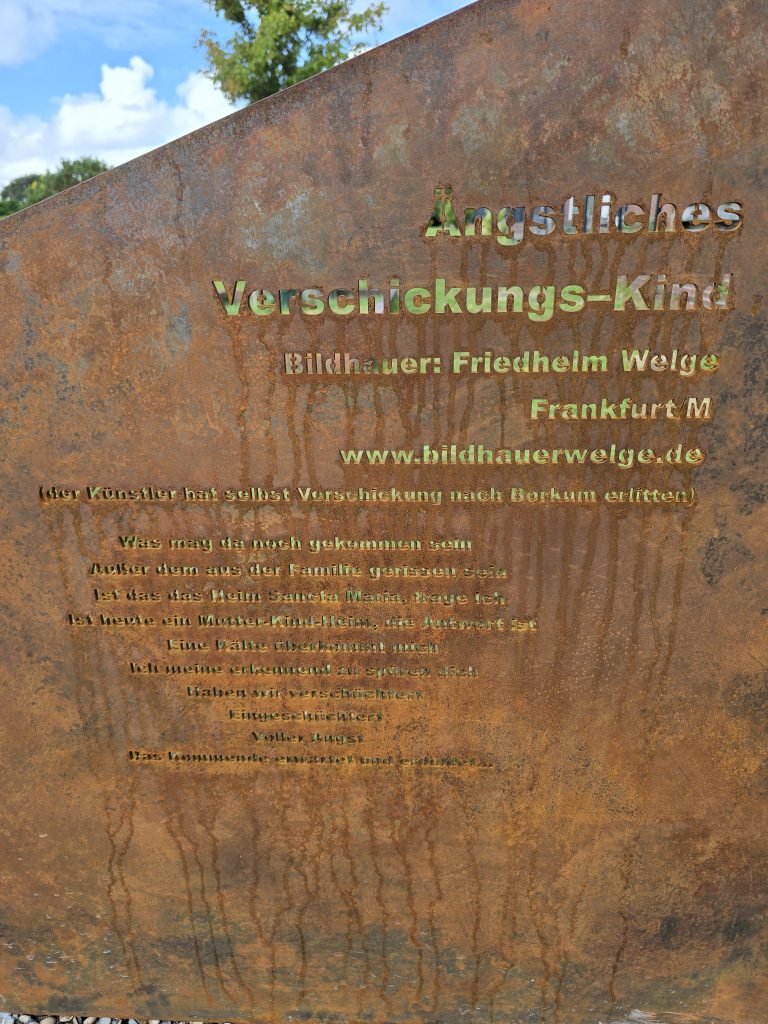 Ängstliches
Verschickungs-Kind
Bildhauer: Friedhelm Welge
Frankfurt M
www.bildhauerwelge.de
(der Künstler hat selbst Verschickung nach Borkum erlitten)
Was mag da noch gekommen sein
Außer dem aus der Familie gerissen sein
Ist das das Heim Sancta Maria, frage ich
Ist heute ein Mutter-Kind-Heim, die Antwort ist
Eine Kälte überkommt mich
Ich meine erkennend zu spüren dich
Haben wir verschüchtert
Eingeschüchtert
Voller Angst
Das Kommende erwartet und